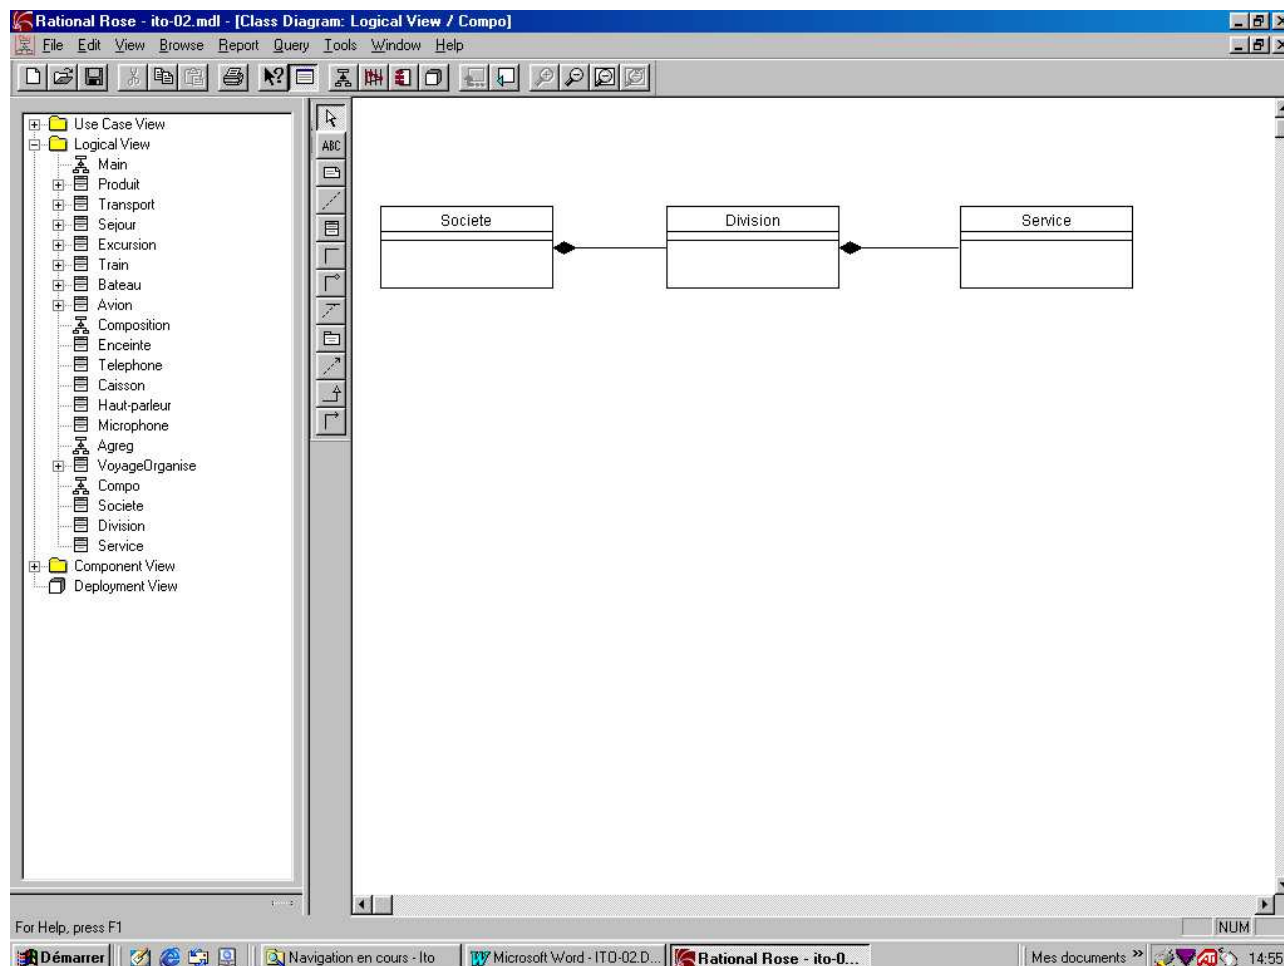 Rational Rose - ito-02.mdl - [Class Diagram: Logical View / Compo]
File Edit View Browse Report Query Tools Window Help
ABC
Use Case View
Logical View
Main
Produit
Transport
Sejour
Excursion
Train
Bateau
Avion
Composition
Enceinte
Telephone
Caisson
Haut-parleur
Microphone
Agreg
VoyageOrganise
Compo
Societe
Division
Service
Component View
Deployment View
Societe Division Service
For Help, press F1
NUM
Démarrer Navigation en cours - Ito Microsoft Word - ITO-02.D... Rational Rose - ito-0... Mes documents » 14:55